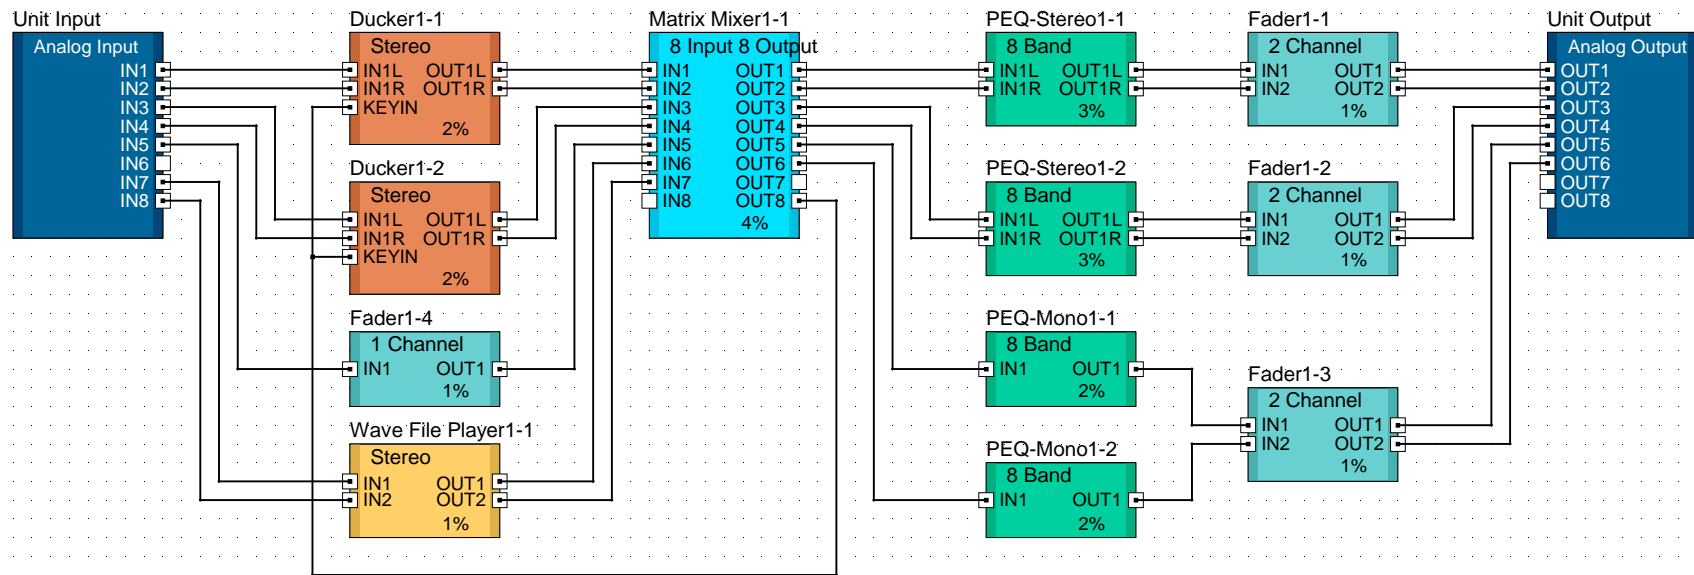 Unit Input
Analog Input
IN1
IN2
IN3
IN4
IN5
IN6
IN7
IN8
Ducker1-1
Stereo
IN1L OUT1L
IN1R OUT1R
KEYIN
2%
Ducker1-2
Stereo
IN1L OUT1L
IN1R OUT1R
KEYIN
2%
Fader1-4
1 Channel
IN1 OUT1
1%
Wave File Player1-1
Stereo
IN1 OUT1
IN2 OUT2
1%
Matrix Mixer1-1
8 Input 8 Output
IN1 OUT1
IN2 OUT2
IN3 OUT3
IN4 OUT4
IN5 OUT5
IN6 OUT6
IN7 OUT7
IN8 OUT8
4%
PEQ-Stereo1-1
8 Band
IN1L OUT1L
IN1R OUT1R
3%
PEQ-Stereo1-2
8 Band
IN1L OUT1L
IN1R OUT1R
3%
PEQ-Mono1-1
8 Band
IN1 OUT1
2%
PEQ-Mono1-2
8 Band
IN1 OUT1
2%
Fader1-1
2 Channel
IN1 OUT1
IN2 OUT2
1%
Fader1-2
2 Channel
IN1 OUT1
IN2 OUT2
1%
Fader1-3
2 Channel
IN1 OUT1
IN2 OUT2
1%
Unit Output
Analog Output
OUT1
OUT2
OUT3
OUT4
OUT5
OUT6
OUT7
OUT8